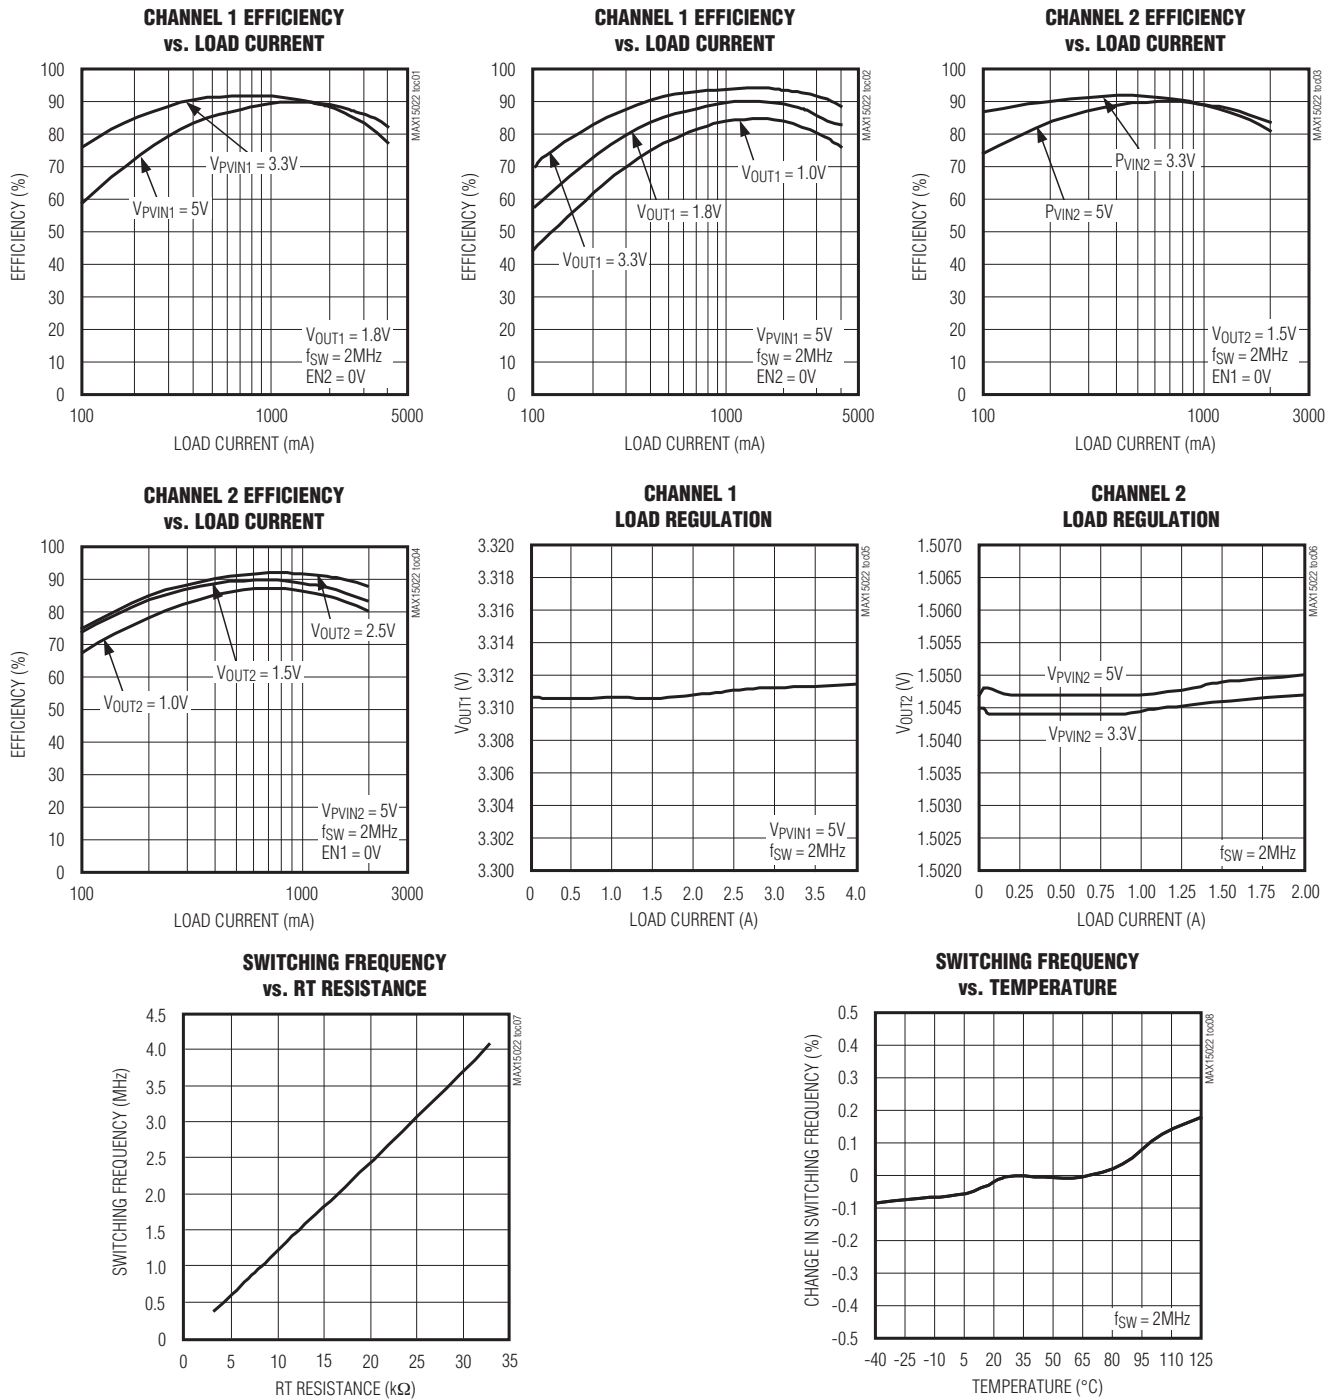 CHANNEL 1 EFFICIENCY
vs. LOAD CURRENT
100
90
80
70
60
50
40
30
20
10
0
EFFICIENCY (%)
VPVIN1 = 3.3V
VPVIN1 = 5V
VOUT1 = 1.8V
fSW = 2MHz
EN2 = 0V
100 1000 5000
LOAD CURRENT (mA)
MAX15022 toc01
CHANNEL 1 EFFICIENCY
vs. LOAD CURRENT
100
90
80
70
60
50
40
30
20
10
0
EFFICIENCY (%)
VOUT1 = 1.0V
VOUT1 = 1.8V
VOUT1 = 3.3V
VPVIN1 = 5V
fSW = 2MHz
EN2 = 0V
100 1000 5000
LOAD CURRENT (mA)
MAX15022 toc02
CHANNEL 2 EFFICIENCY
vs. LOAD CURRENT
100
90
80
70
60
50
40
30
20
10
0
EFFICIENCY (%)
PVIN2 = 3.3V
PVIN2 = 5V
VOUT2 = 1.5V
fSW = 2MHz
EN1 = 0V
100 1000 3000
LOAD CURRENT (mA)
MAX15022 toc03
CHANNEL 2 EFFICIENCY
vs. LOAD CURRENT
100
90
80
70
60
50
40
30
20
10
0
EFFICIENCY (%)
VOUT2 = 2.5V
VOUT2 = 1.5V
VOUT2 = 1.0V
VPVIN2 = 5V
fSW = 2MHz
EN1 = 0V
100 1000 3000
LOAD CURRENT (mA)
MAX15022 toc04
CHANNEL 1
LOAD REGULATION
3.320
3.318
3.316
3.314
3.312
3.310
3.308
3.306
3.304
3.302
3.300
VOUT1 (V)
VPVIN1 = 5V
fSW = 2MHz
0 0.5 1.0 1.5 2.0 2.5 3.0 3.5 4.0
LOAD CURRENT (A)
MAX15022 toc05
CHANNEL 2
LOAD REGULATION
1.5070
1.5065
1.5060
1.5055
1.5050
1.5045
1.5040
1.5035
1.5030
1.5025
1.5020
VOUT2 (V)
VPVIN2 = 5V
VPVIN2 = 3.3V
fSW = 2MHz
0 0.25 0.50 0.75 1.00 1.25 1.50 1.75 2.00
LOAD CURRENT (A)
MAX15022 toc06
SWITCHING FREQUENCY
vs. RT RESISTANCE
4.5
4.0
3.5
3.0
2.5
2.0
1.5
1.0
0.5
0
SWITCHING FREQUENCY (MHz)
0 5 10 15 20 25 30 35
RT RESISTANCE (kΩ)
MAX15022 toc07
SWITCHING FREQUENCY
vs. TEMPERATURE
0.5
0.4
0.3
0.2
0.1
0
-0.1
-0.2
-0.3
-0.4
-0.5
CHANGE IN SWITCHING FREQUENCY (%)
fSW = 2MHz
-40 -25 -10 5 20 35 50 65 80 95 110 125
TEMPERATURE (°C)
MAX15022 toc08